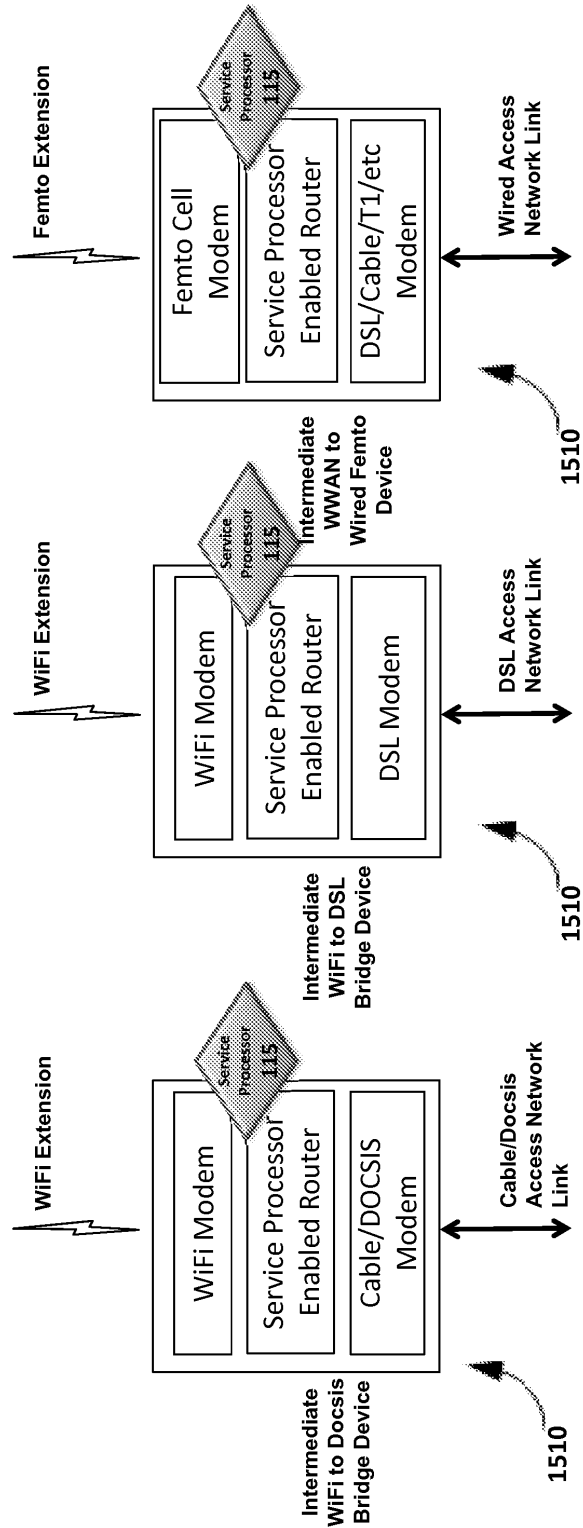 WiFi Extension
Intermediate
WiFi to Docsis
Bridge Device
WiFi Modem
Service Processor
Enabled Router
Cable/DOCSIS
Modem
Service
Processor
115
Cable/Docsis
Access Network
Link
1510
WiFi Extension
Intermediate
WiFi to DSL
Bridge Device
WiFi Modem
Service Processor
Enabled Router
DSL Modem
Service
Processor
115
DSL Access
Network Link
1510
Femto Extension
Intermediate
WWAN to
Wired Femto
Device
Femto Cell
Modem
Service Processor
Enabled Router
DSL/Cable/T1/etc
Modem
Service
Processor
115
Wired Access
Network Link
1510